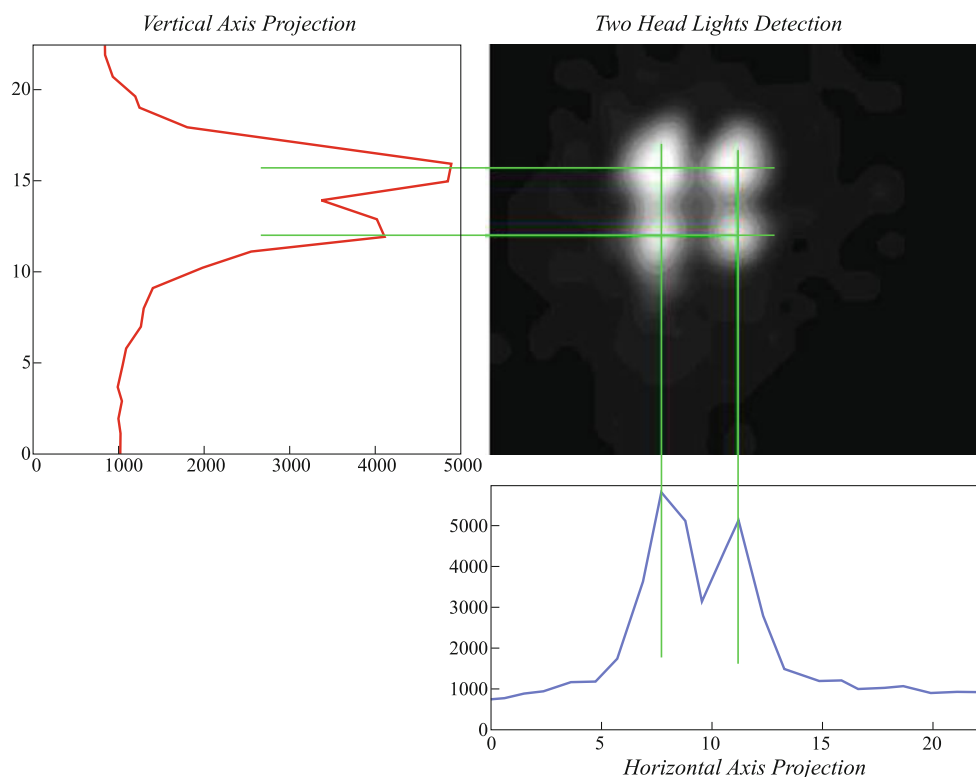 Vertical Axis Projection
Two Head Lights Detection
20
15
10
5
0
0 1000 2000 3000 4000 5000
5000
4000
3000
2000
1000
0
0 5 10 15 20
Horizontal Axis Projection